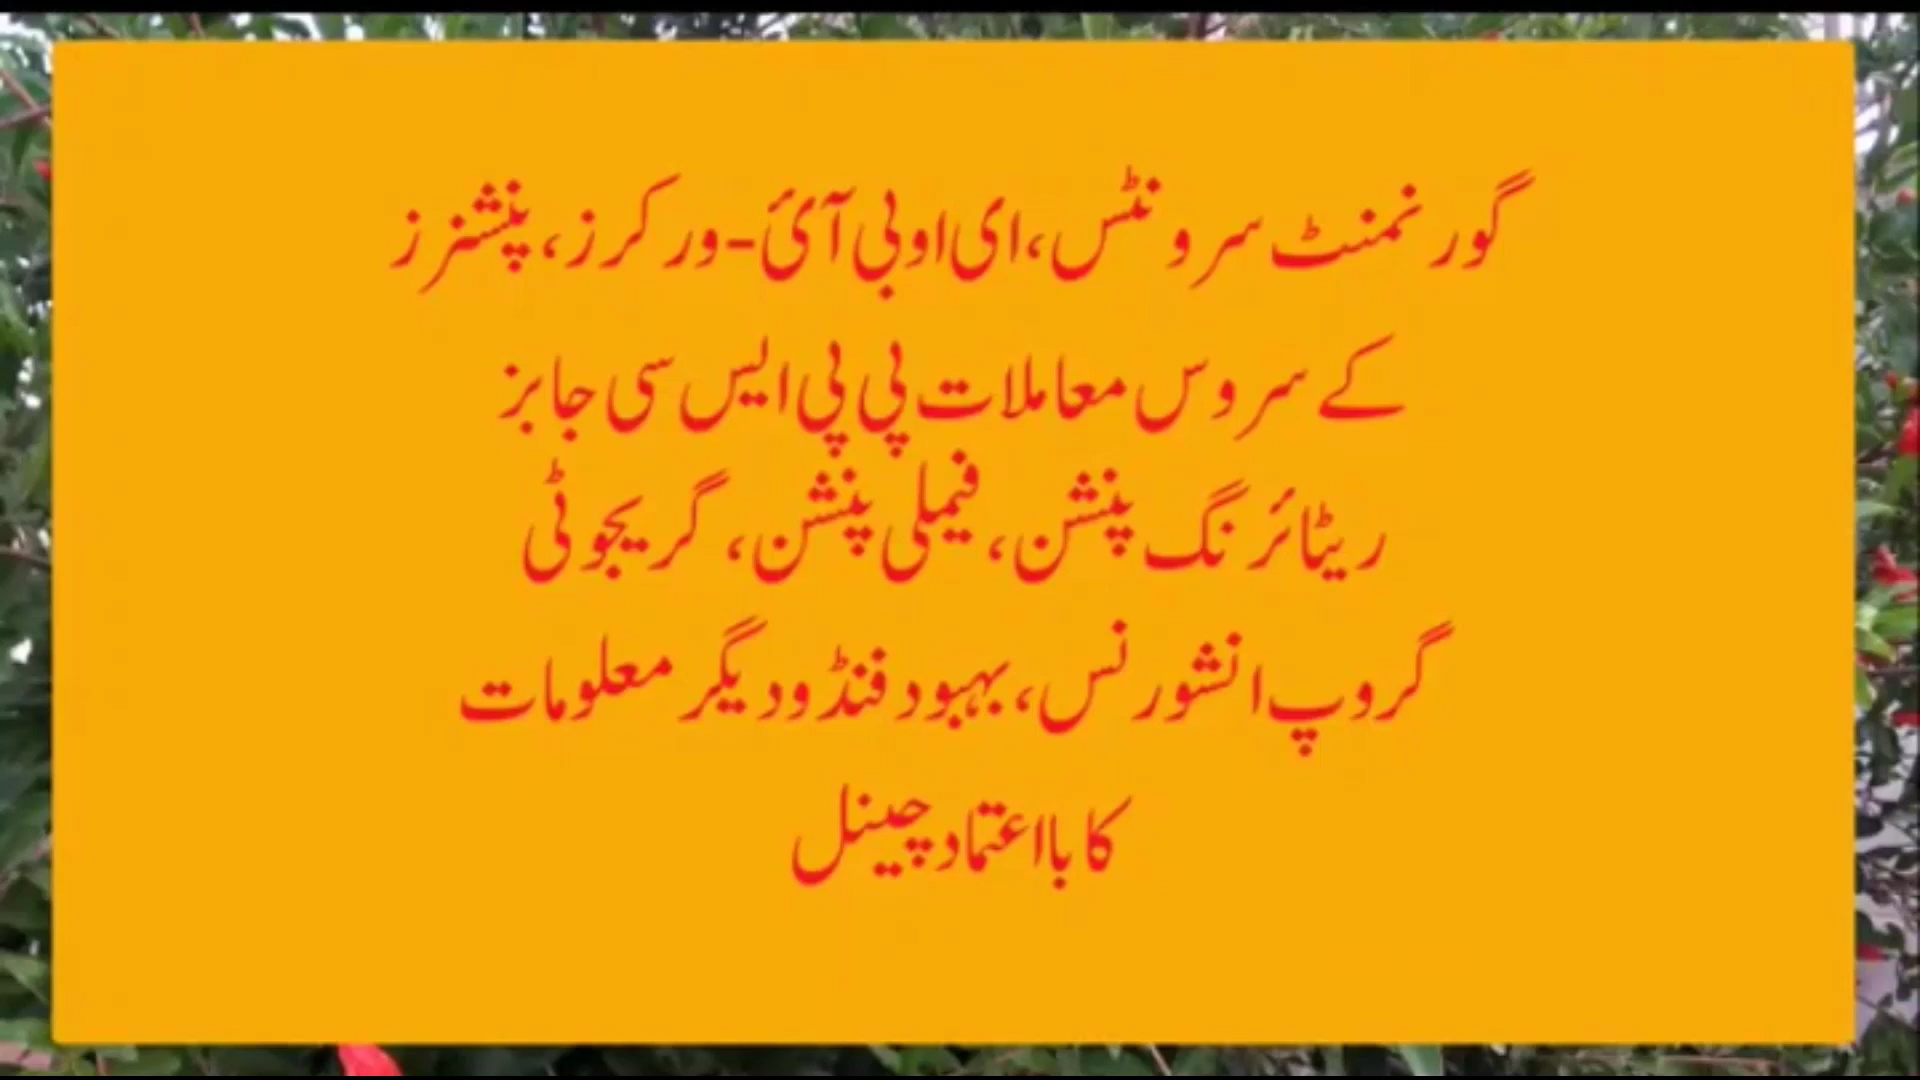 گورنمنٹ سرونٹس،ای او بی آئ-ورکرز،پنشنرز
کے سروس معاملات پی پی ایس سی جابز
ریٹائرنگ پنشن،فیملی پنشن،گریجوٹی
گروپ انشورنس،بہبود فنڈ و دیگر معلومات
کا بااعتماد چینل